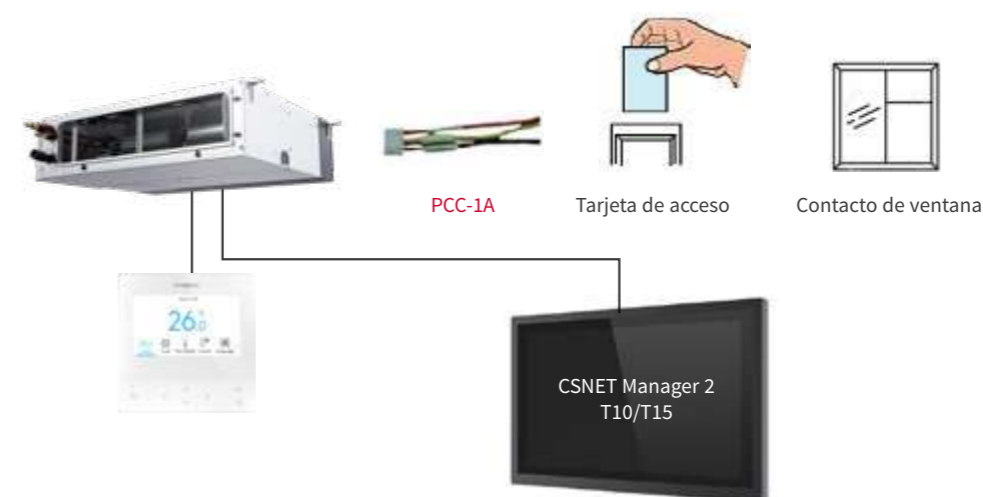 PCC-1A
Tarjeta de acceso
Contacto de ventana
26
CSNET Manager 2
T10/T15